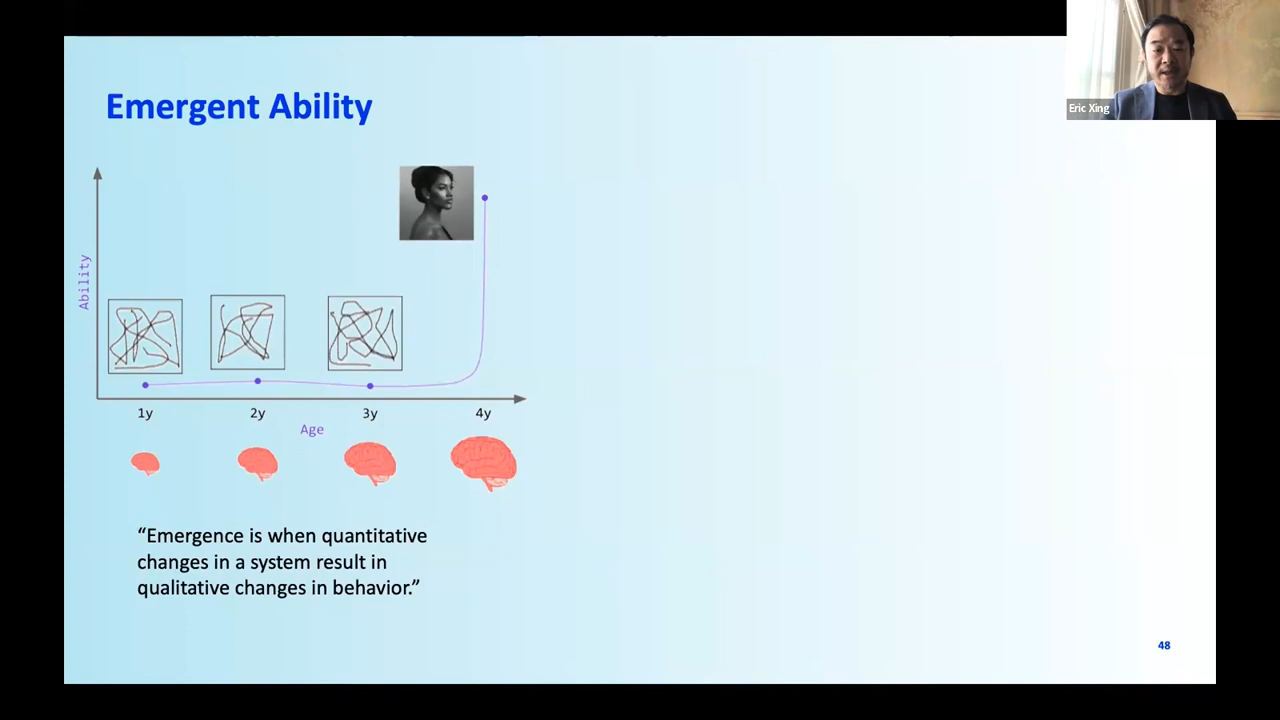 Eric Xing
Emergent Ability
Ability
1y 2y 3y 4y
Age
“Emergence is when quantitative
changes in a system result in
qualitative changes in behavior.”
48